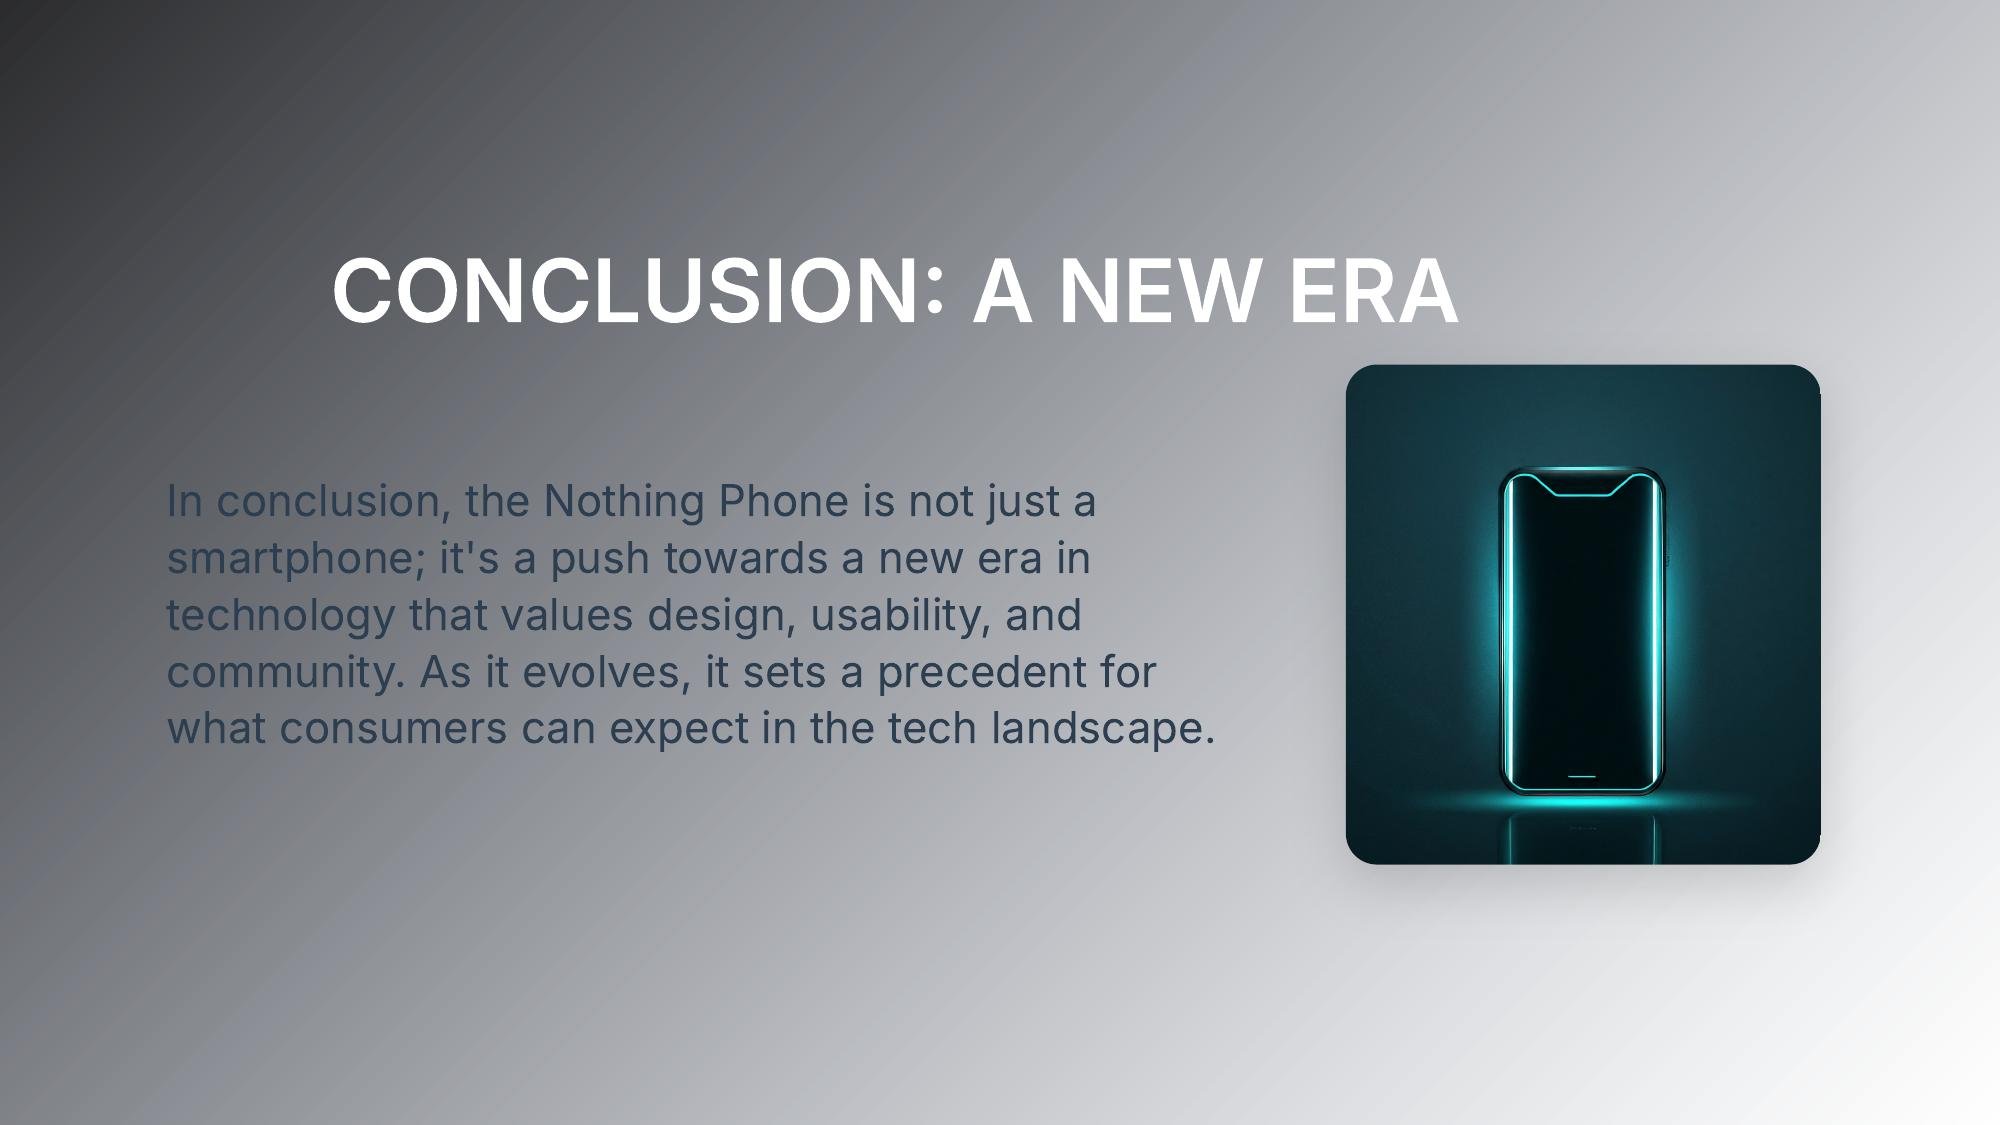 CONCLUSION: A NEW ERA
In conclusion, the Nothing Phone is not just a
smartphone; it's a push towards a new era in
technology that values design, usability, and
community. As it evolves, it sets a precedent for
what consumers can expect in the tech landscape.